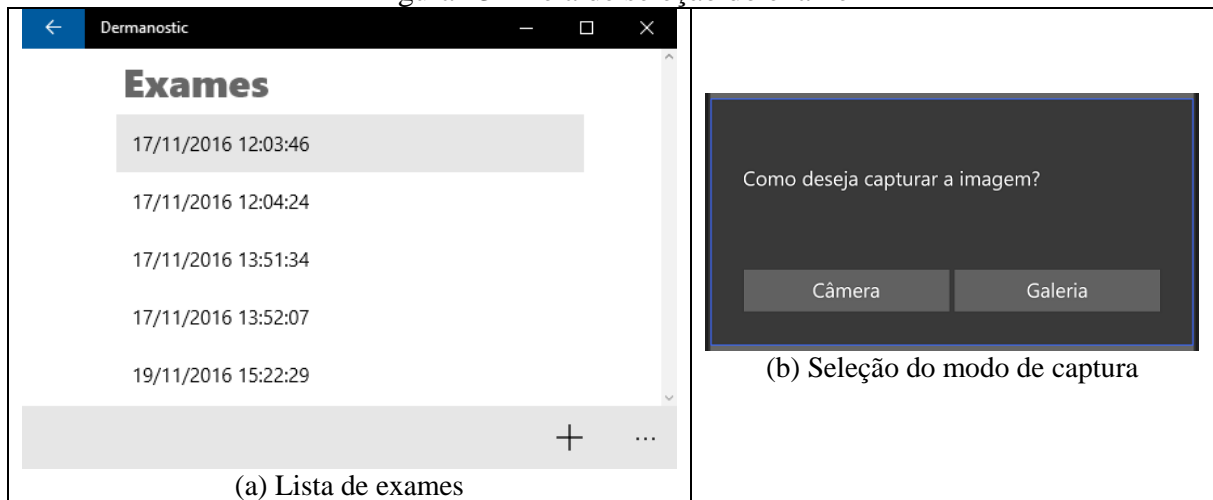 Dermanostic
Exames
17/11/2016 12:03:46
17/11/2016 12:04:24
17/11/2016 13:51:34
17/11/2016 13:52:07
19/11/2016 15:22:29
(a) Lista de exames
Como deseja capturar a imagem?
Câmera Galeria
(b) Seleção do modo de captura